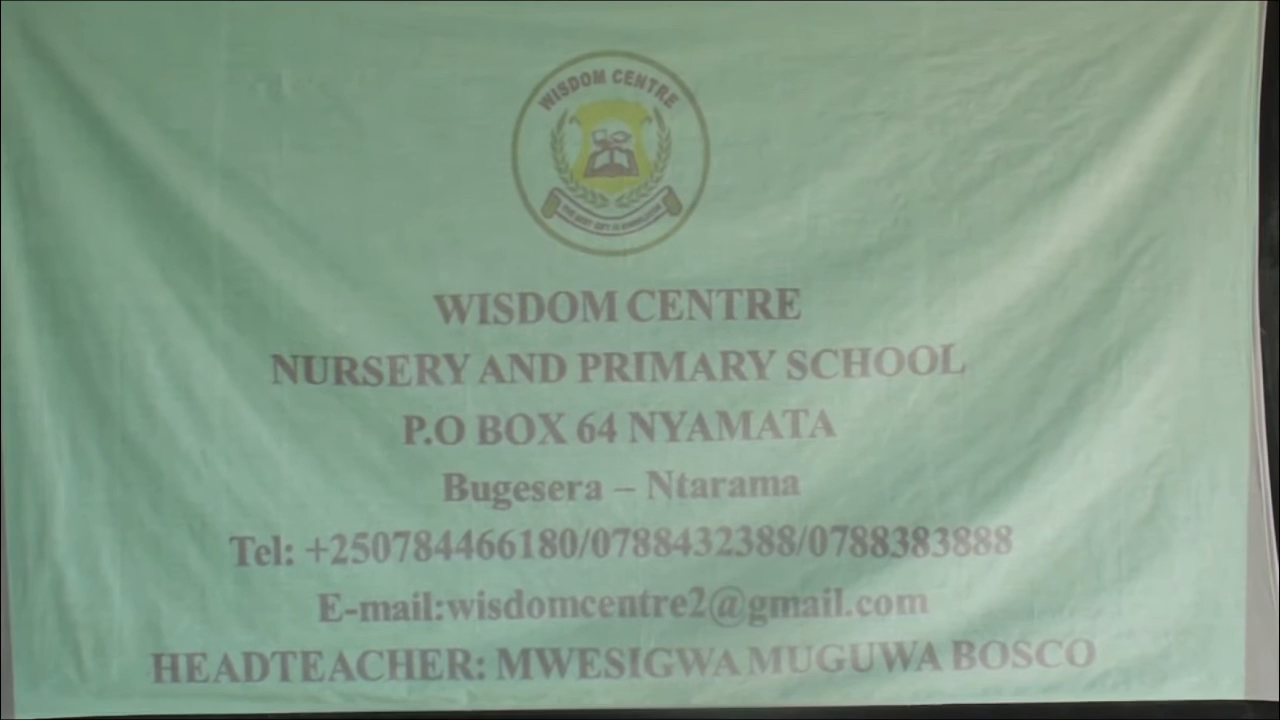 WISDOM CENTRE
WISDOM CENTRE
NURSERY AND PRIMARY SCHOOL
P.O BOX 64 NYAMATA
Bugesera – Ntarama
Tel: +250784466180/0788432388/0788383888
E-mail:wisdomcentre2@gmail.com
HEADTEACHER: MWESIGWA MUGUWA BOSCO